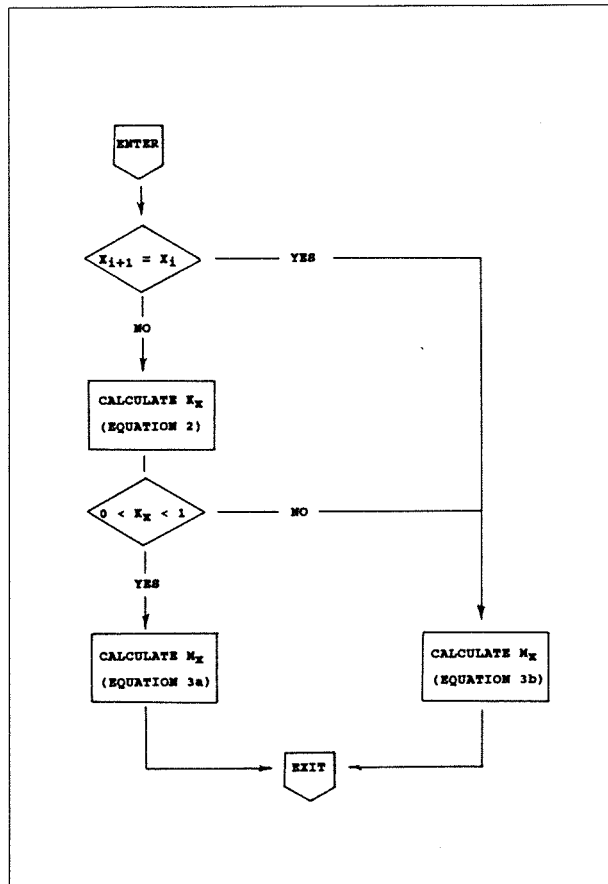 ENTER
X_{i+1} = X_i
YES
NO
CALCULATE K_X
(EQUATION 2)
0 < K_X < 1
NO
YES
CALCULATE M_X
(EQUATION 3a)
CALCULATE M_X
(EQUATION 3b)
EXIT